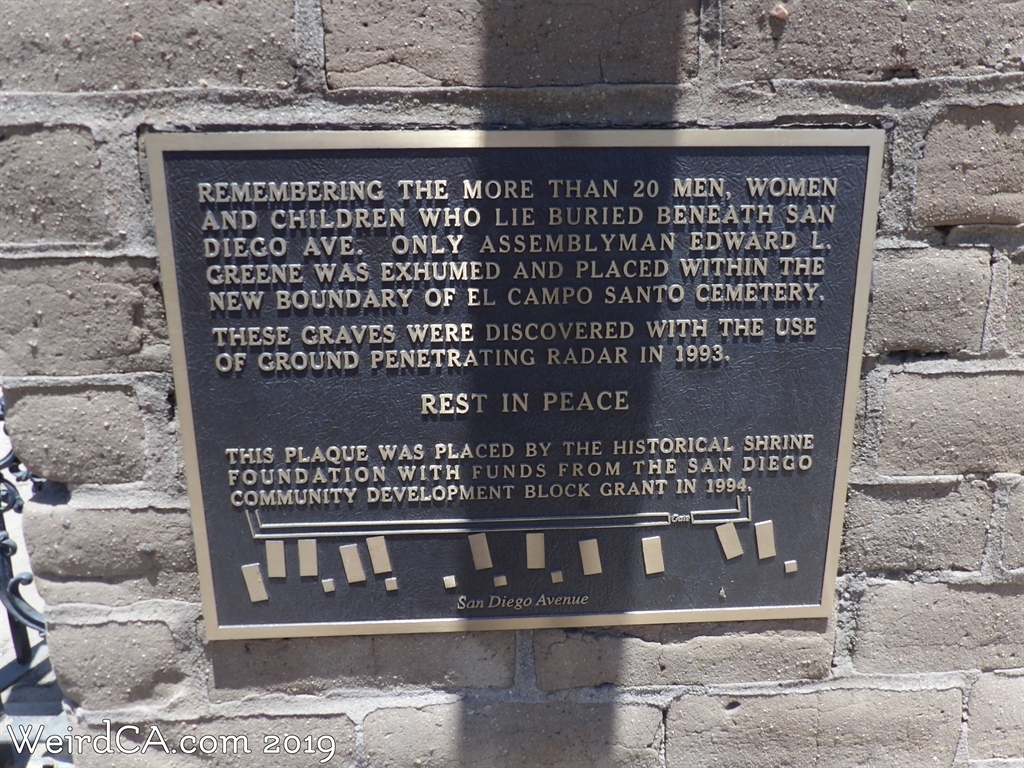 REMEMBERING THE MORE THAN 20 MEN, WOMEN
AND CHILDREN WHO LIE BURIED BENEATH SAN
DIEGO AVE. ONLY ASSEMBLYMAN EDWARD L.
GREENE WAS EXHUMED AND PLACED WITHIN THE
NEW BOUNDARY OF EL CAMPO SANTO CEMETERY.
THESE GRAVES WERE DISCOVERED WITH THE USE
OF GROUND PENETRATING RADAR IN 1993.
REST IN PEACE
THIS PLAQUE WAS PLACED BY THE HISTORICAL SHRINE
FOUNDATION WITH FUNDS FROM THE SAN DIEGO
COMMUNITY DEVELOPMENT BLOCK GRANT IN 1994.
Gate
San Diego Avenue
WeirdCA.com 2019